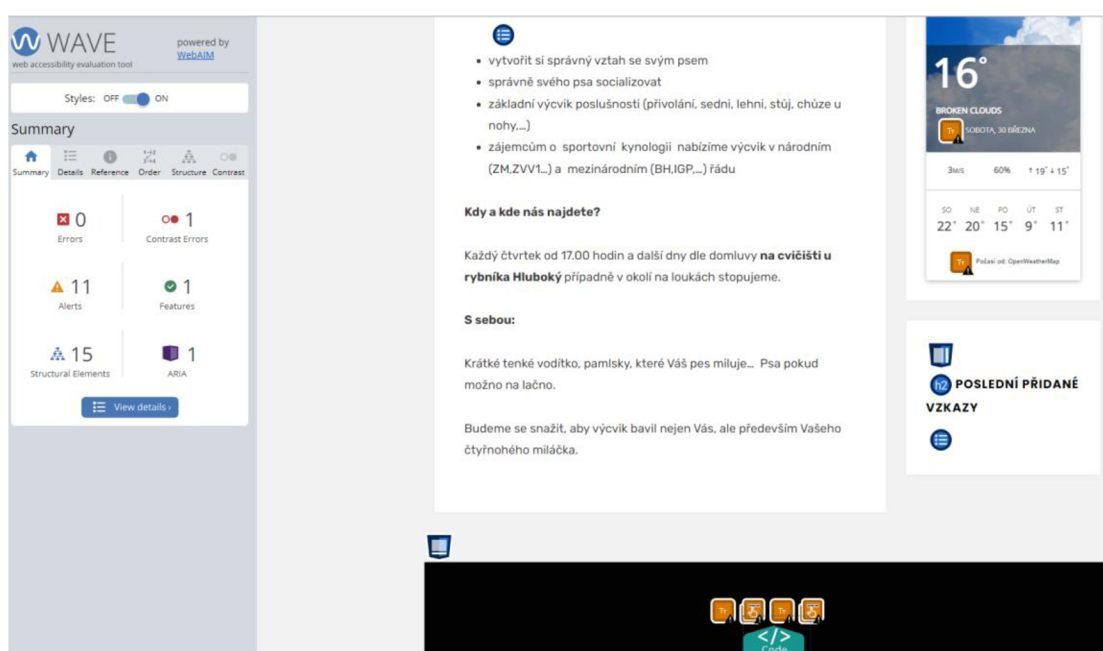 WAVE
web accessibility evaluation tool
powered by
WebAIM
Styles: OFF ON
Summary
Summary Details Reference Order Structure Contrast
0
Errors
1
Contrast Errors
11
Alerts
1
Features
15
Structural Elements
1
ARIA
View details ›
• vytvořit si správný vztah se svým psem
• správně svého psa socializovat
• základní výcvik poslušnosti (přivolání, sedni, lehni, stůj, chůze u
nohy,...)
• zájemcům o sportovní kynologii nabízíme výcvik v národním
(ZM,ZVV1...) a mezinárodním (BH,IGP,...) řádu
Kdy a kde nás najdete?
Každý čtvrtek od 17.00 hodin a další dny dle domluvy na cvičišti u
rybníka Hluboký případně v okolí na loukách stopujeme.
S sebou:
Krátké tenké vodítko, pamlsky, které Váš pes miluje... Psa pokud
možno na lačno.
Budeme se snažit, aby výcvik bavil nejen Vás, ale především Vašeho
čtyřnohého miláčka.
16°
BROKEN CLOUDS
Tr SOBOTA, 30 BŘEZNA
3M/S 60% ↑ 19° ↓ 15°
SO NE PO ÚT ST
22° 20° 15° 9° 11°
Tr Počasí od: OpenWeatherMap
h2 POSLEDNÍ PŘIDANÉ
VZKAZY
Tr Tr
</>
Code